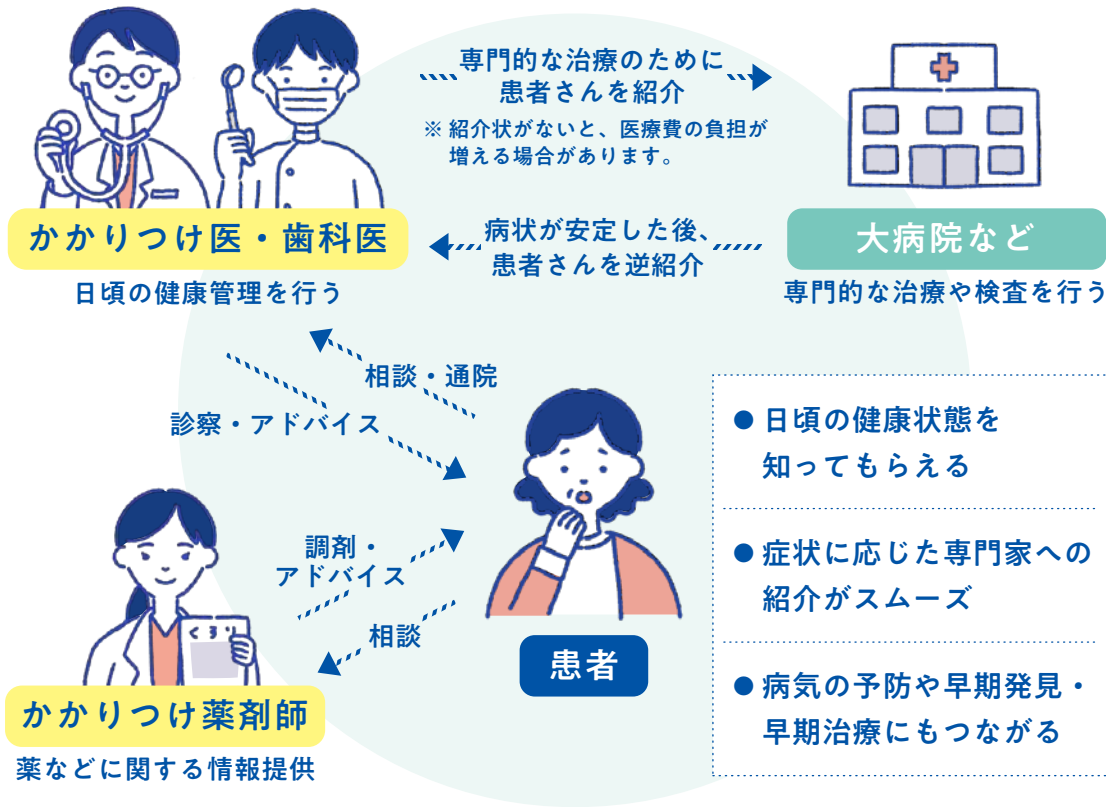 専門的な治療のために
患者さんを紹介
※ 紹介状がないと、医療費の負担が
増える場合があります。
かかりつけ医・歯科医
日頃の健康管理を行う
病状が安定した後、
患者さんを逆紹介
大病院など
専門的な治療や検査を行う
相談・通院
診察・アドバイス
調剤・
アドバイス
相談
くすり
かかりつけ薬剤師
薬などに関する情報提供
患者
● 日頃の健康状態を
知ってもらえる
● 症状に応じた専門家への
紹介がスムーズ
● 病気の予防や早期発見・
早期治療にもつながる